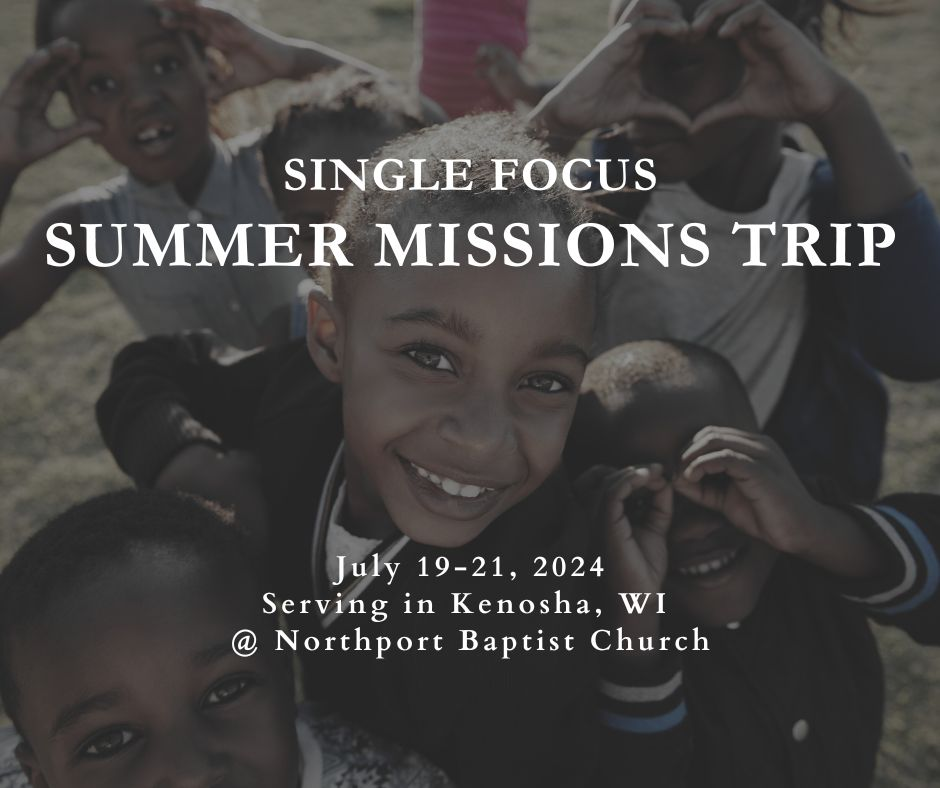 SINGLE FOCUS
SUMMER MISSIONS TRIP
July 19-21, 2024
Serving in Kenosha, WI
@ Northport Baptist Church